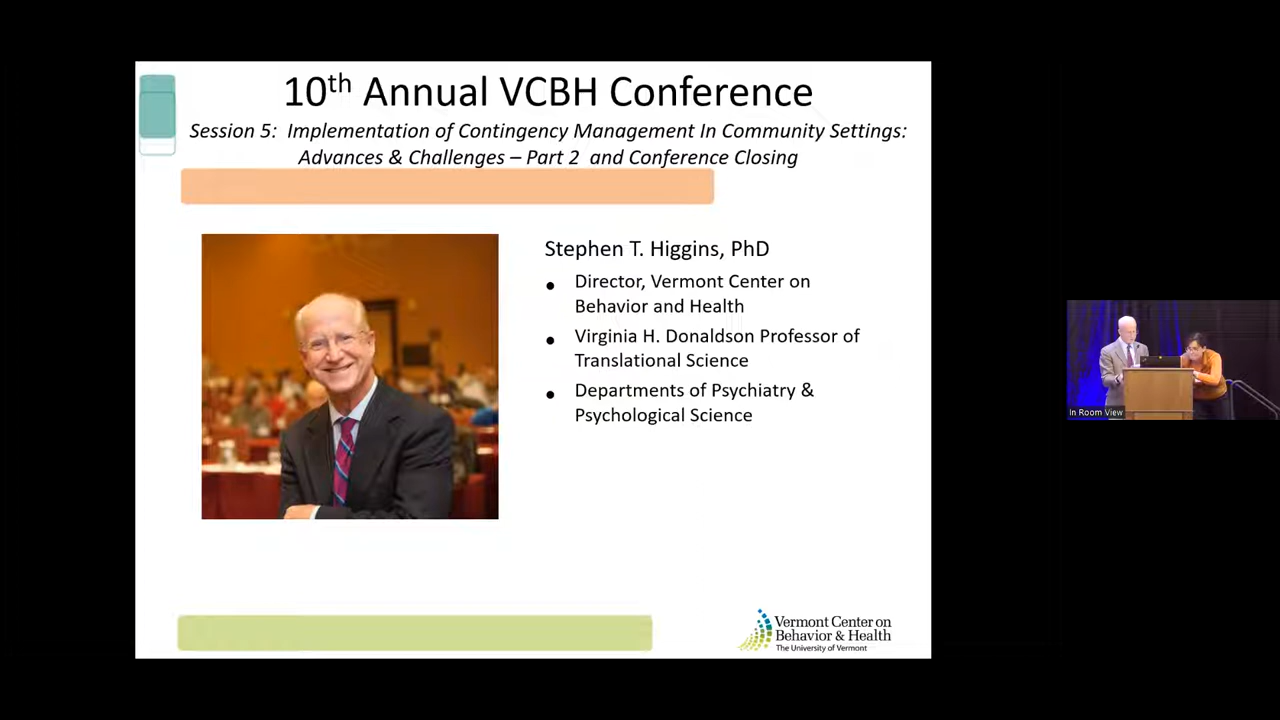 10th Annual VCBH Conference
Session 5: Implementation of Contingency Management In Community Settings:
Advances & Challenges – Part 2 and Conference Closing
Stephen T. Higgins, PhD
• Director, Vermont Center on
Behavior and Health
• Virginia H. Donaldson Professor of
Translational Science
• Departments of Psychiatry &
Psychological Science
In Room View
Vermont Center on
Behavior & Health
The University of Vermont